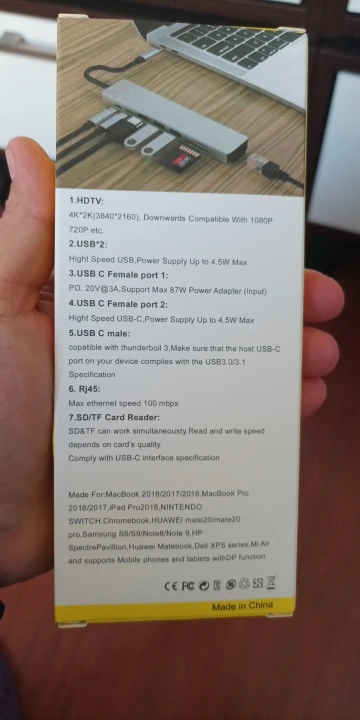 1.HDTV:
4K*2K(3840*2160), Downwards Compatible With 1080P
720P etc.
2.USB*2:
Hight Speed USB,Power Supply Up to 4.5W Max
3.USB C Female port 1:
PD, 20V@3A,Support Max 87W Power Adapter (Input)
4.USB C Female port 2:
Hight Speed USB-C,Power Supply Up to 4.5W Max
5.USB C male:
copatible with thunderboil 3,Make sure that the host USB-C
port on your device complies with the USB3.0/3.1
Specification
6. Rj45:
Max ethernet speed 100 mbps
7.SD/TF Card Reader:
SD&TF can work simultaneously.Read and write speed
depends on card's quality.
Comply with USB-C interface specification
Made For:MacBook 2018/2017/2016,MacBook Pro
2018/2017,iPad Pro2018,NINTENDO
SWITCH,Chromebook,HUAWEI mate20/mate20
pro,Samsung S8/S9/Note8/Note 9,HP
SpectrePavillion,Huawei Matebook,Dell XPS series,Mi Air
and supports Mobile phones and tablets withDP function
CE FC
Made in China